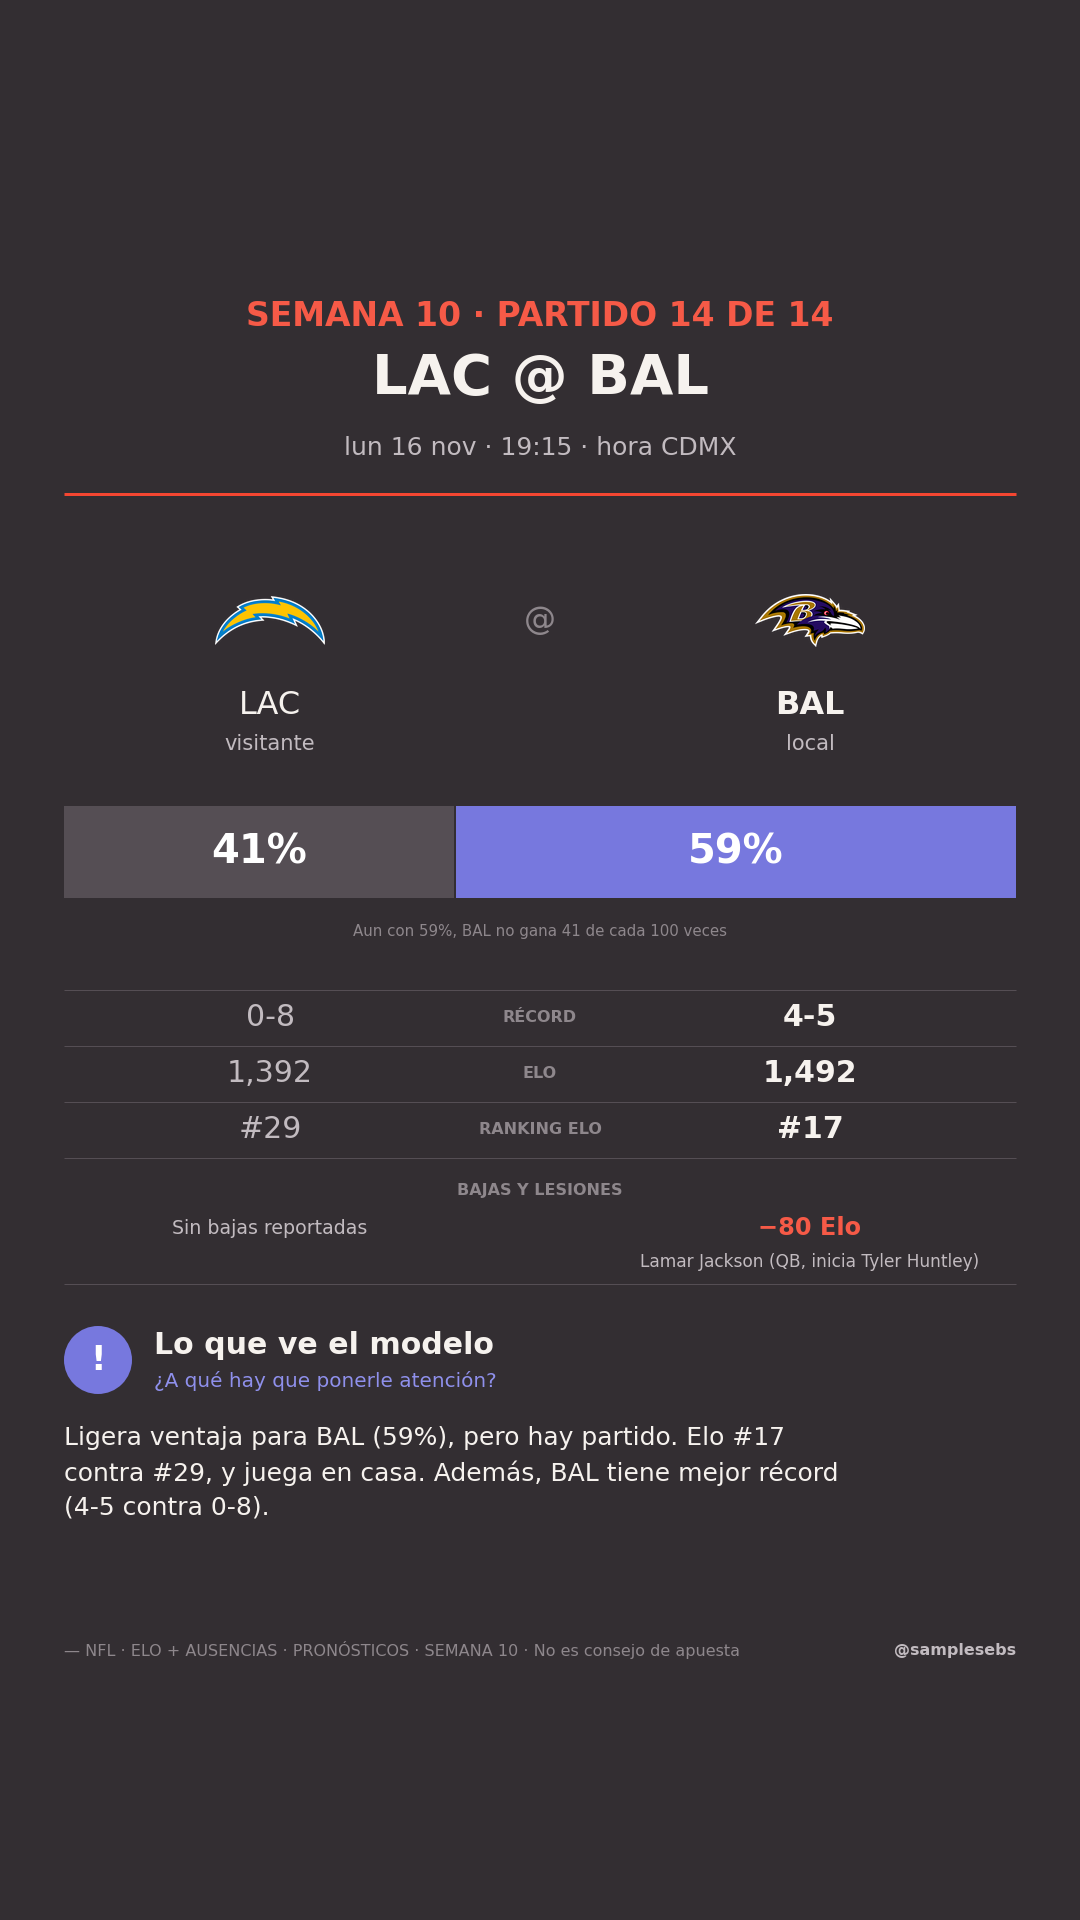 SEMANA 10 · PARTIDO 14 DE 14
LAC @ BAL
lun 16 nov · 19:15 · hora CDMX
@
B
LAC
BAL
visitante
local
41%
59%
Aun con 59%, BAL no gana 41 de cada 100 veces
0-8 RÉCORD 4-5
1,392 ELO 1,492
#29 RANKING ELO #17
BAJAS Y LESIONES
Sin bajas reportadas
−80 Elo
Lamar Jackson (QB, inicia Tyler Huntley)
!
Lo que ve el modelo
¿A qué hay que ponerle atención?
Ligera ventaja para BAL (59%), pero hay partido. Elo #17
contra #29, y juega en casa. Además, BAL tiene mejor récord
(4-5 contra 0-8).
— NFL · ELO + AUSENCIAS · PRONÓSTICOS · SEMANA 10 · No es consejo de apuesta
@samplesebs